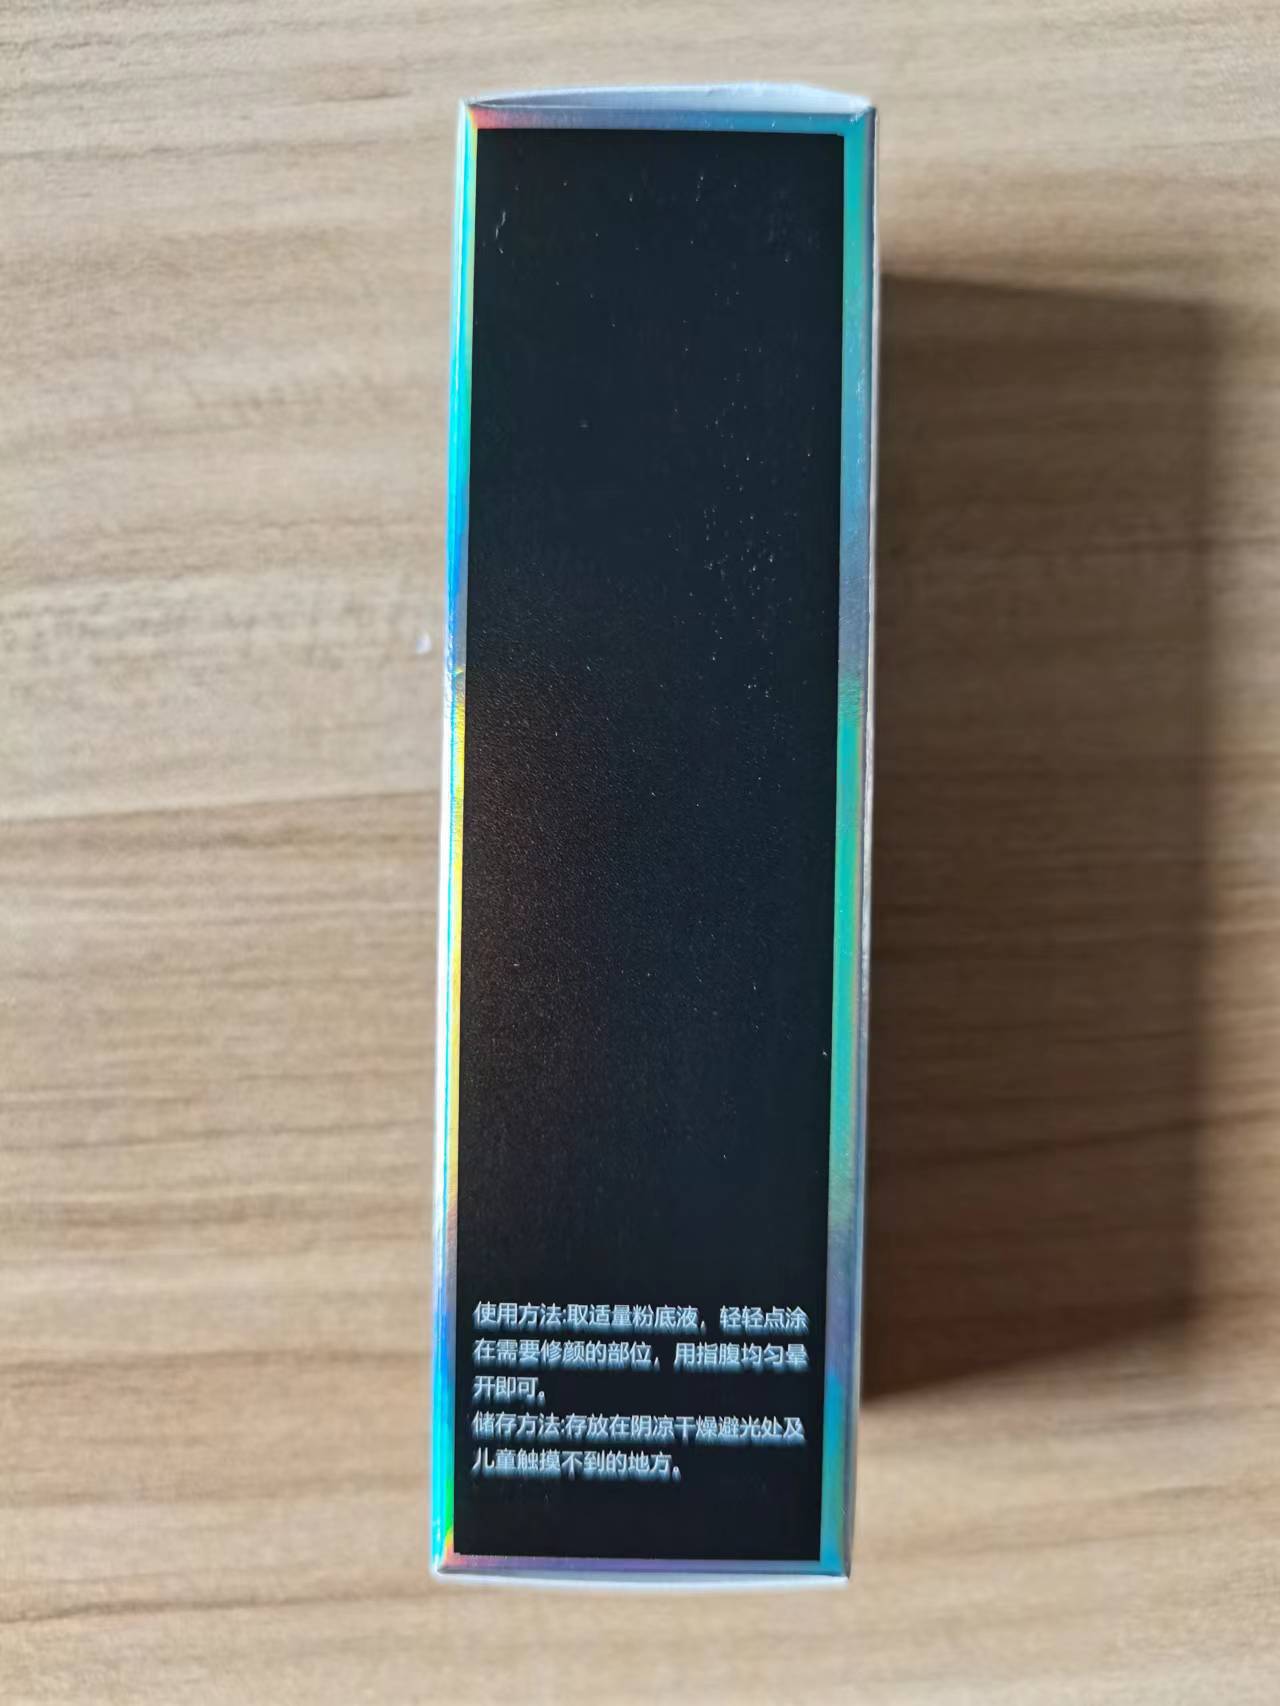 使用方法:取适量粉底液，轻轻点涂
在需要修颜的部位，用指腹均匀晕
开即可。
储存方法:存放在阴凉干燥避光处及
儿童触摸不到的地方。